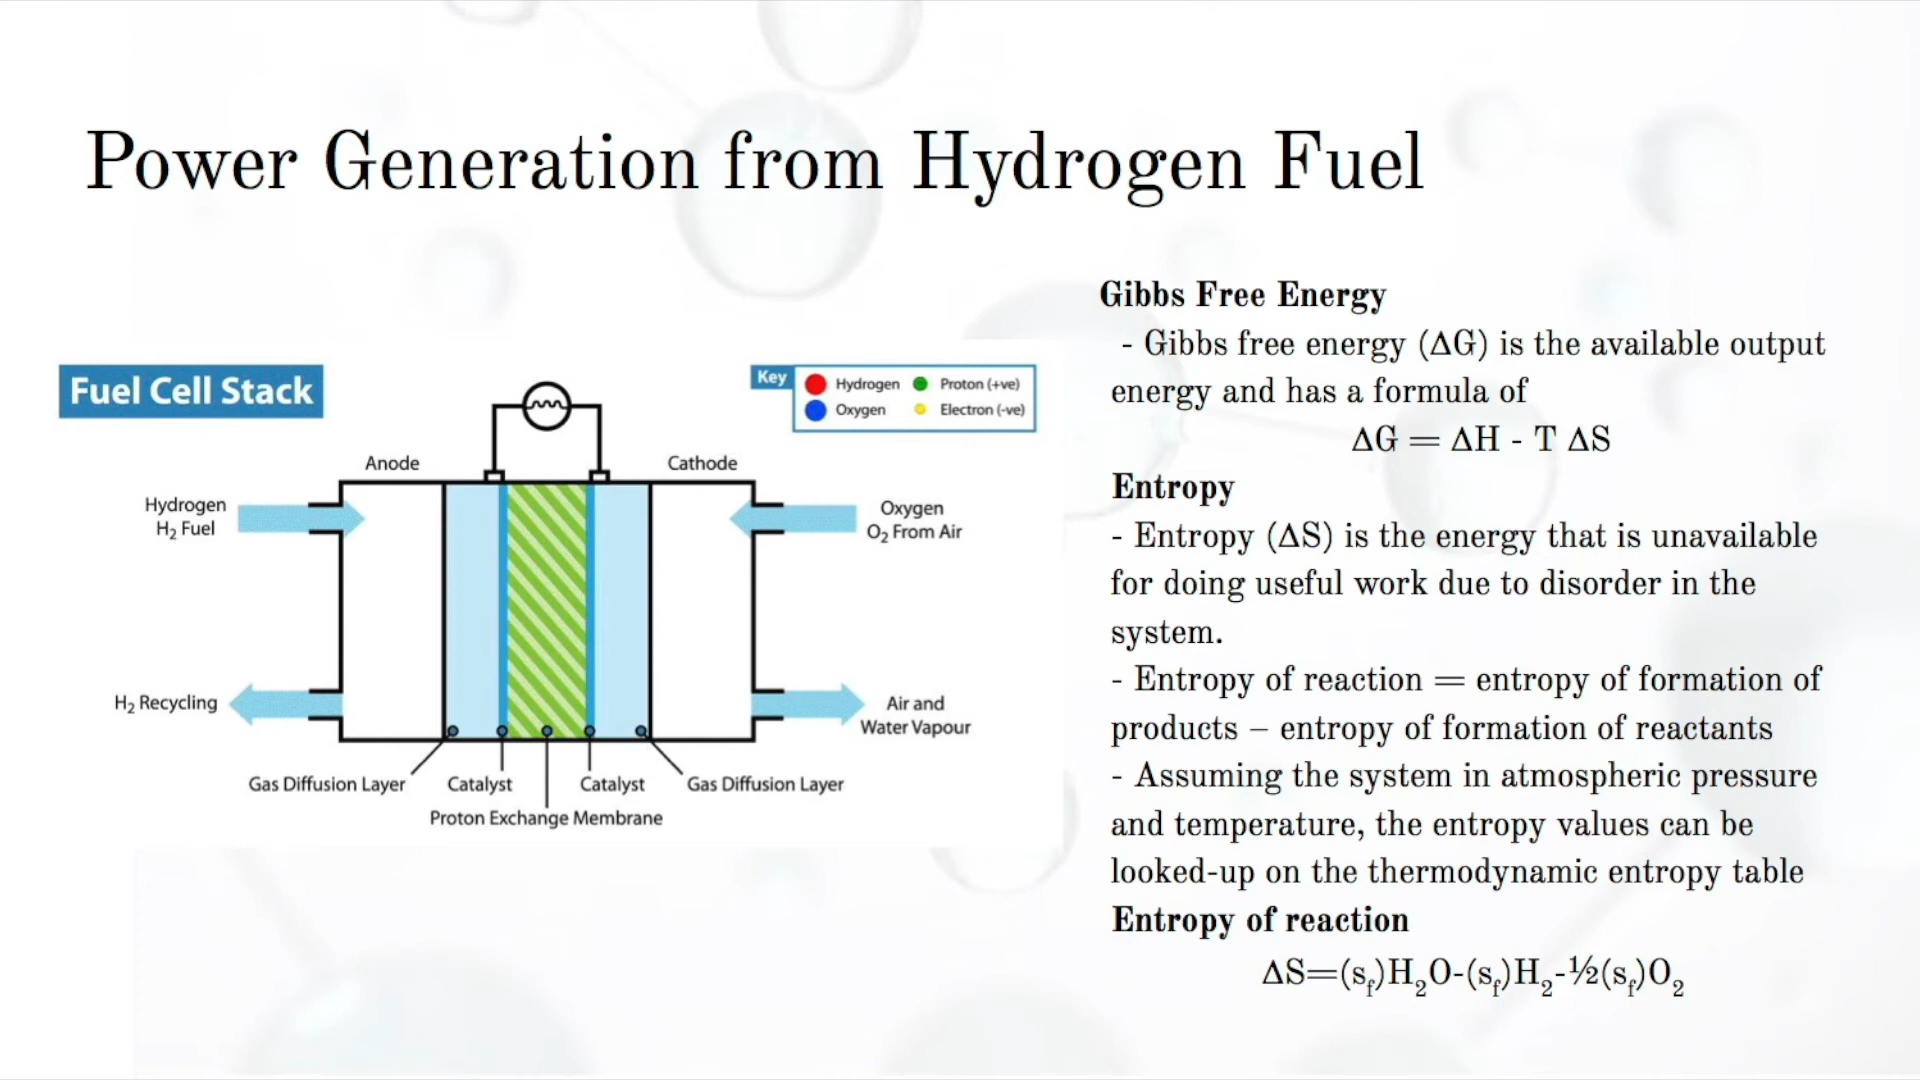 Power Generation from Hydrogen Fuel
Fuel Cell Stack
Key
Hydrogen
Proton (+ve)
Oxygen
Electron (-ve)
Anode
Cathode
Hydrogen
H₂ Fuel
Oxygen
O₂ From Air
H₂ Recycling
Air and
Water Vapour
Gas Diffusion Layer
Catalyst
Catalyst
Gas Diffusion Layer
Proton Exchange Membrane
Gibbs Free Energy
- Gibbs free energy (ΔG) is the available output
energy and has a formula of
ΔG = ΔH - T ΔS
Entropy
- Entropy (ΔS) is the energy that is unavailable
for doing useful work due to disorder in the
system.
- Entropy of reaction = entropy of formation of
products – entropy of formation of reactants
- Assuming the system in atmospheric pressure
and temperature, the entropy values can be
looked-up on the thermodynamic entropy table
Entropy of reaction
ΔS=(s_f)H₂O-(s_f)H₂-½(s_f)O₂